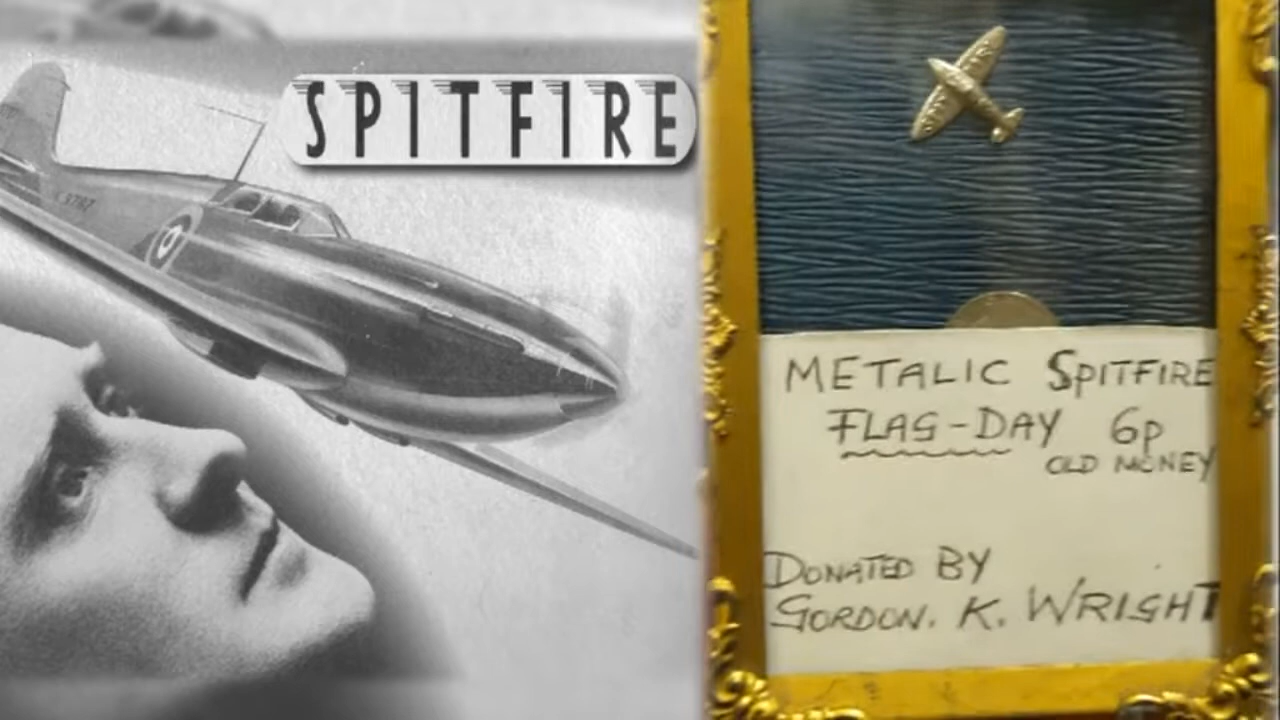 SPITFIRE
METALIC SPITFIRE
FLAG-DAY 6p
OLD MONEY
DONATED BY
GORDON. K. WRIGHT